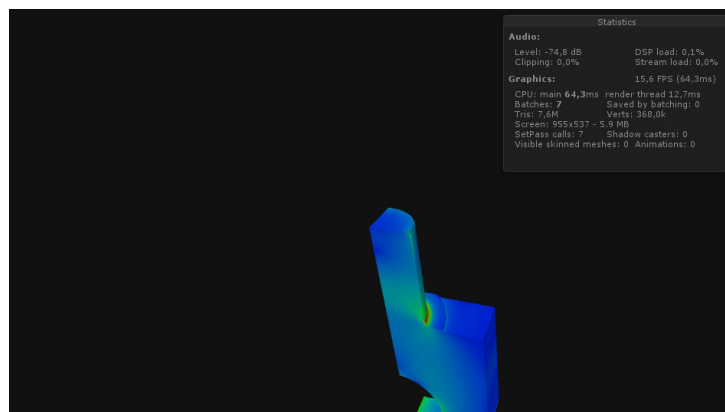 Statistics
Audio:
Level: -74,8 dB DSP load: 0,1%
Clipping: 0,0% Stream load: 0,0%
Graphics: 15,6 FPS (64,3ms)
CPU: main 64,3ms render thread 12,7ms
Batches: 7 Saved by batching: 0
Tris: 7,6M Verts: 368,0k
Screen: 955x537 - 5.9 MB
SetPass calls: 7 Shadow casters: 0
Visible skinned meshes: 0 Animations: 0